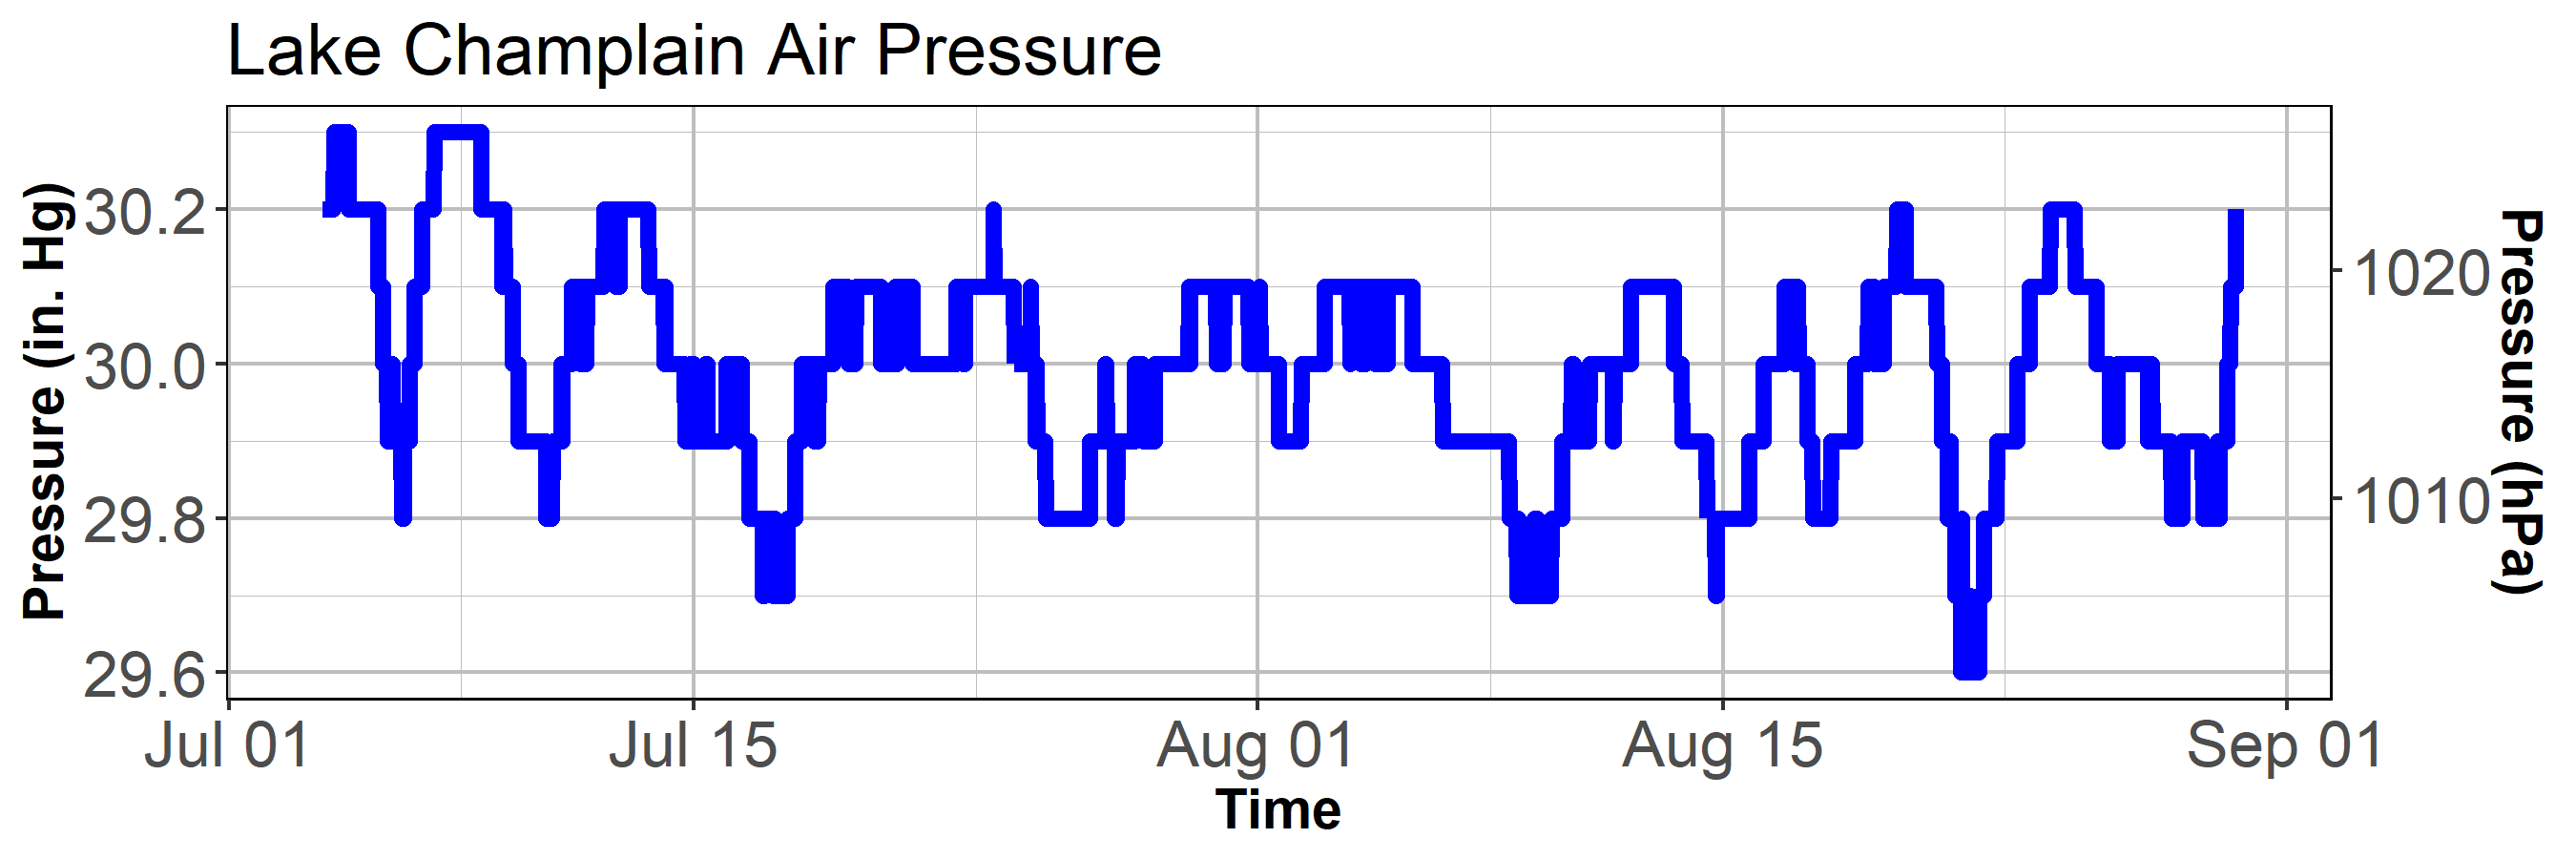 Lake Champlain Air Pressure
Pressure (in. Hg)
30.2
30.0
29.8
29.6
1020
1010
Pressure (hPa)
Jul 01 Jul 15 Aug 01 Aug 15 Sep 01
Time